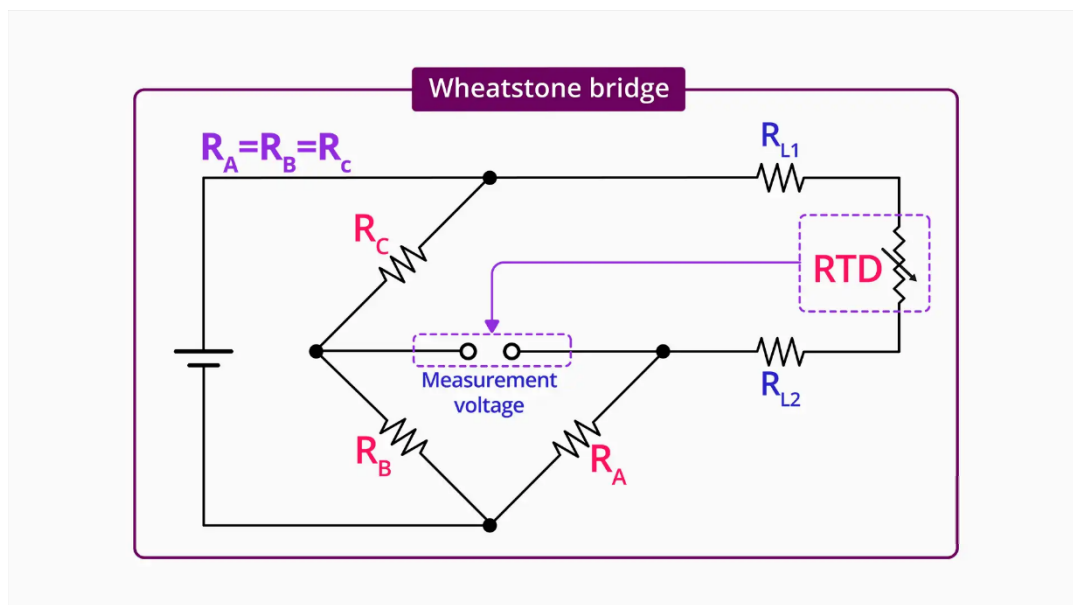 Wheatstone bridge
RA=RB=Rc
RL1
RC
RTD
Measurement
voltage
RL2
RB
RA